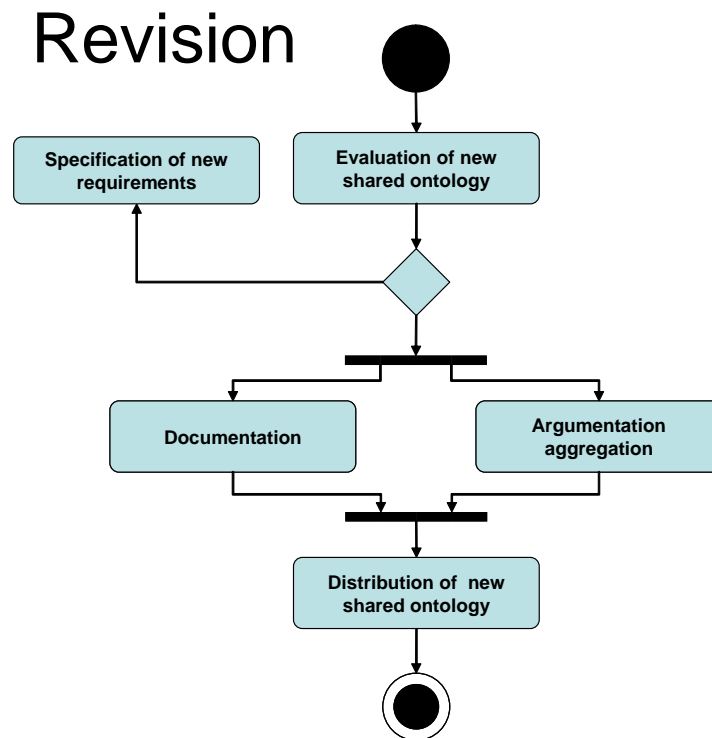 Revision
Specification of new
requirements
Evaluation of new
shared ontology
Documentation
Argumentation
aggregation
Distribution of  new
shared ontology